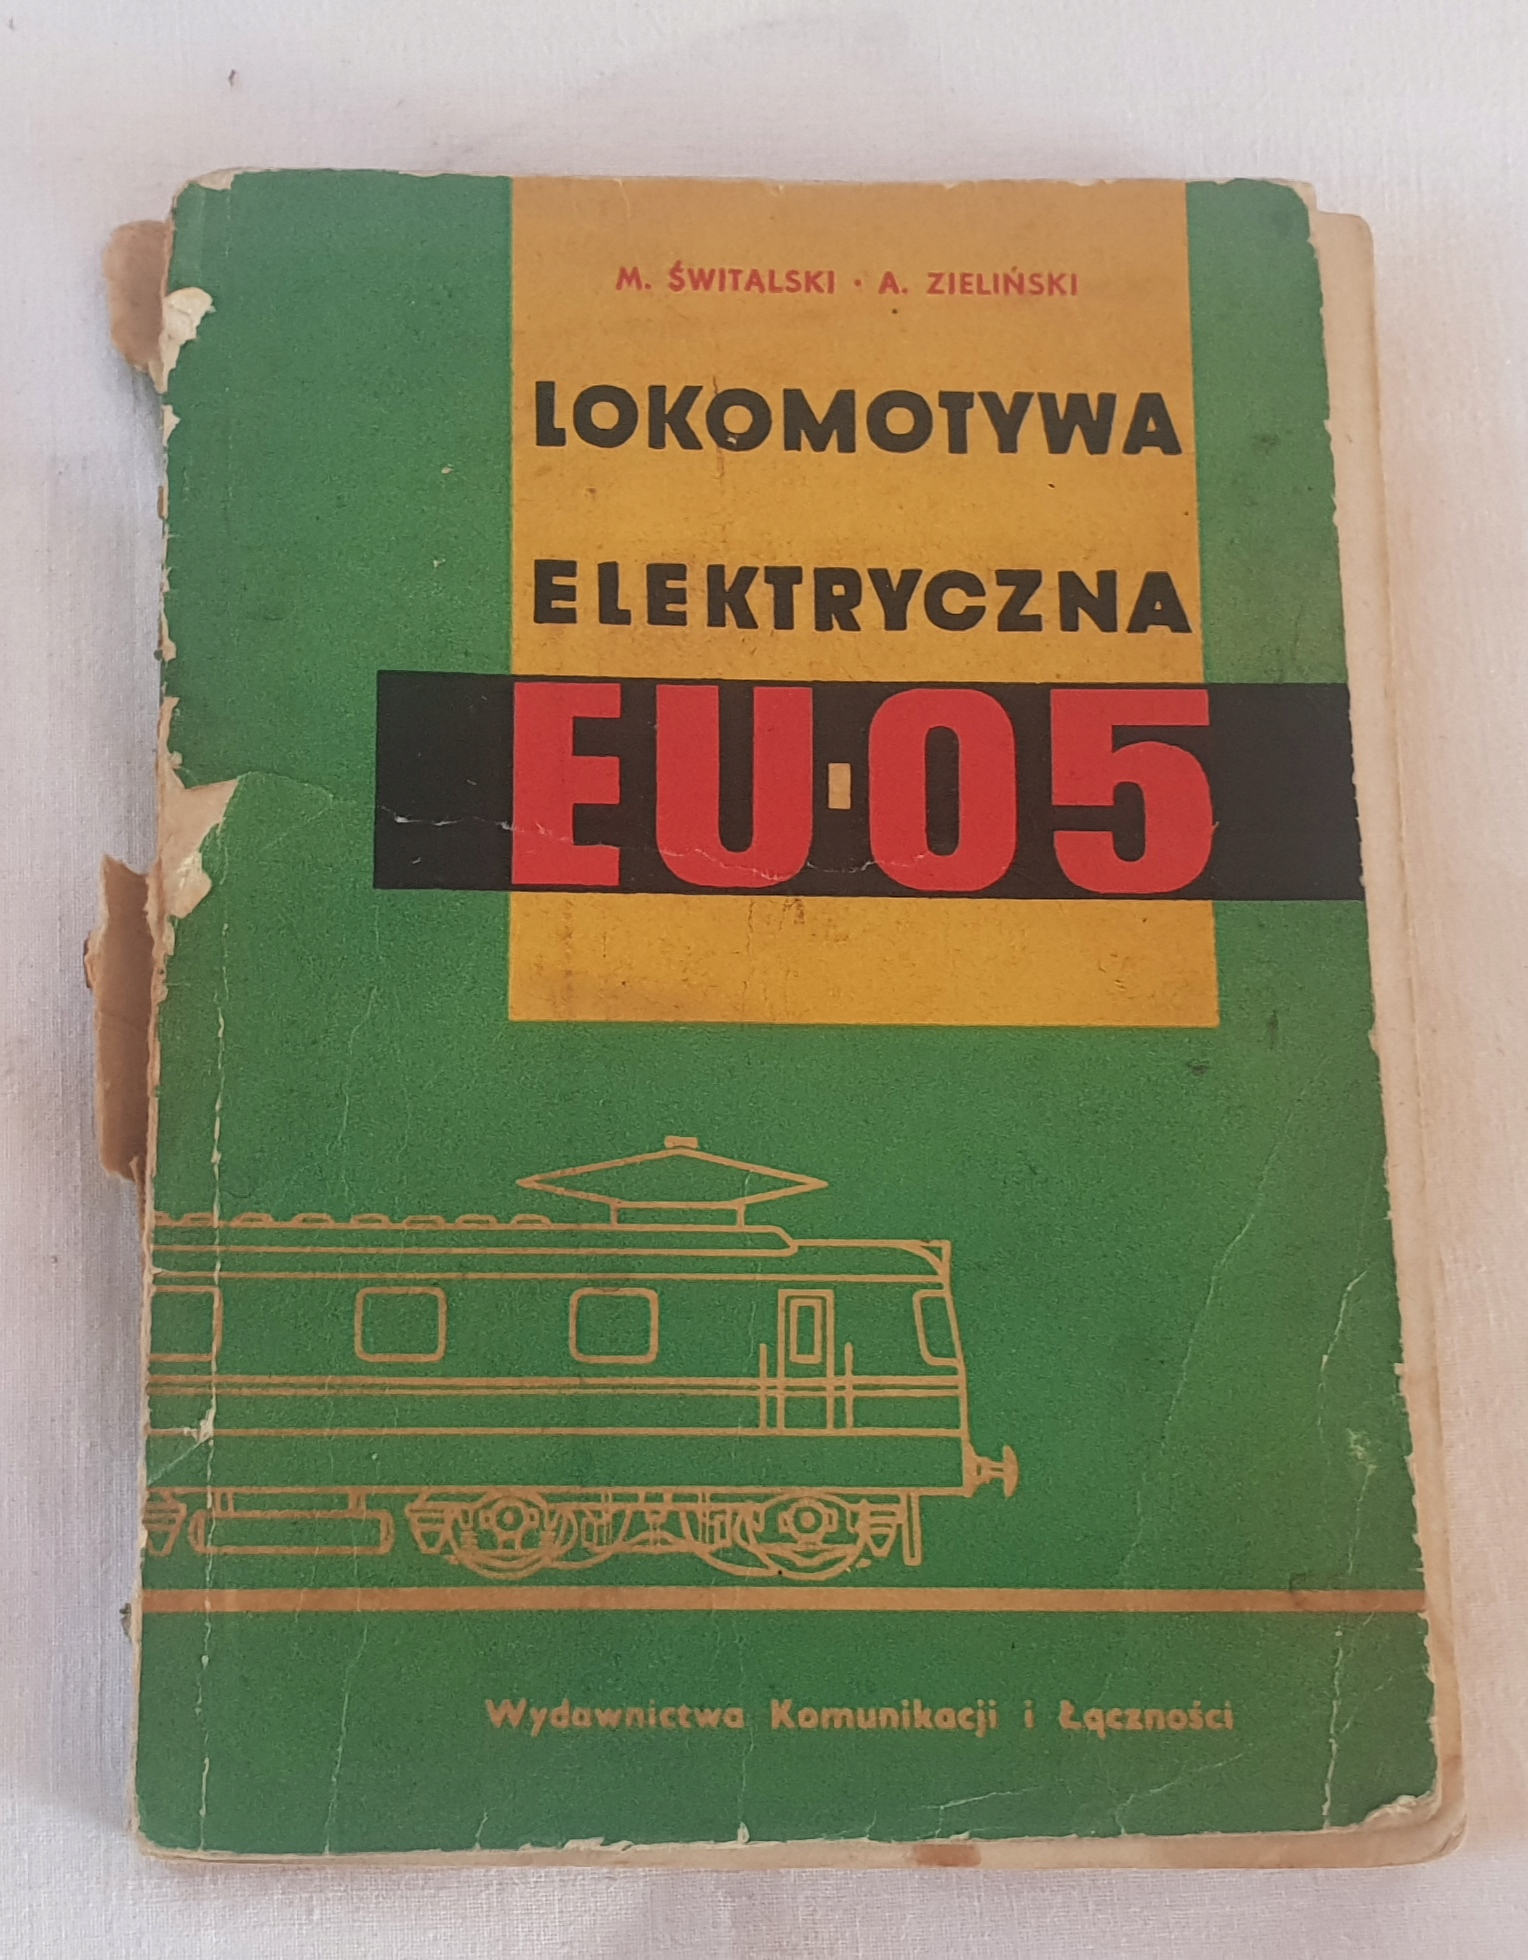 M. ŚWITALSKI · A. ZIELIŃSKI
LOKOMOTYWA
ELEKTRYCZNA
EU·05
Wydawnictwa Komunikacji i Łączności